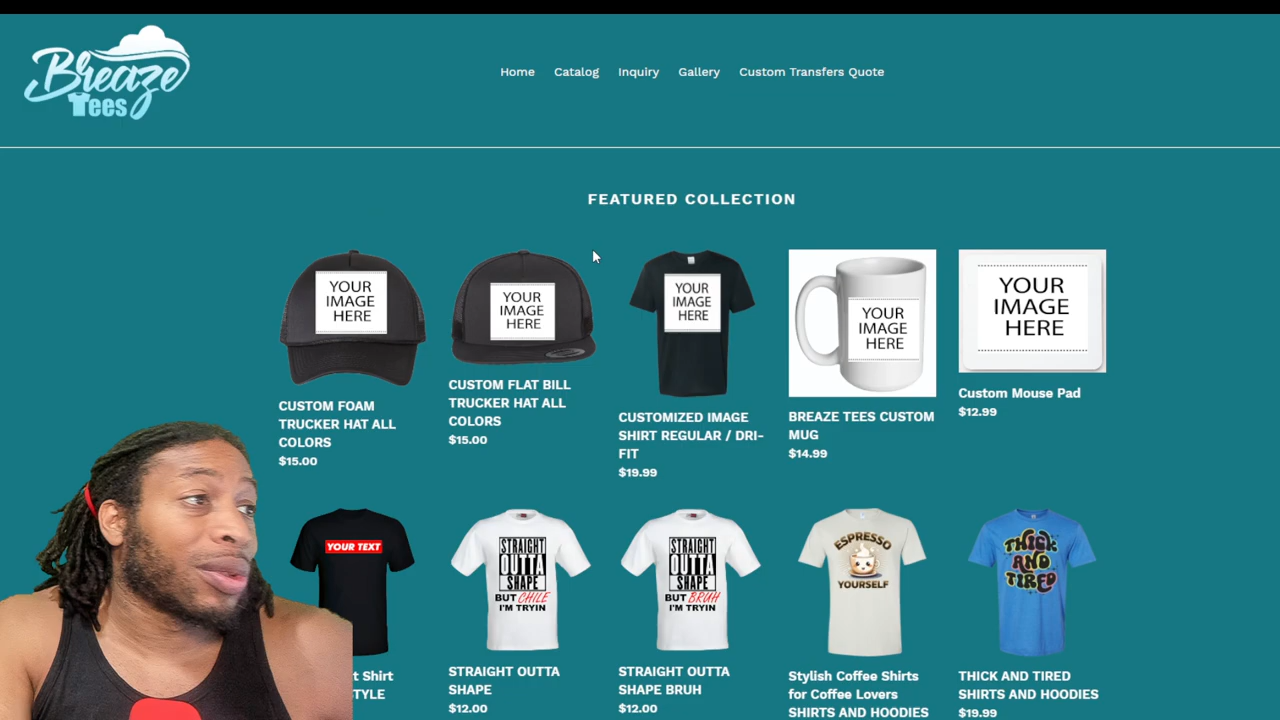 Breaze
Tees
Home
Catalog
Inquiry
Gallery
Custom Transfers Quote
FEATURED COLLECTION
YOUR
IMAGE
HERE
CUSTOM FOAM
TRUCKER HAT ALL
COLORS
$15.00
YOUR
IMAGE
HERE
CUSTOM FLAT BILL
TRUCKER HAT ALL
COLORS
$15.00
YOUR
IMAGE
HERE
CUSTOMIZED IMAGE
SHIRT REGULAR / DRI-
FIT
$19.99
YOUR
IMAGE
HERE
BREAZE TEES CUSTOM
MUG
$14.99
YOUR
IMAGE
HERE
Custom Mouse Pad
$12.99
YOUR TEXT
t Shirt
TYLE
STRAIGHT
OUTTA
SHAPE
BUT CHILE
I'M TRYIN
STRAIGHT OUTTA
SHAPE
$12.00
STRAIGHT
OUTTA
SHAPE
BUT BRUH
I'M TRYIN
STRAIGHT OUTTA
SHAPE BRUH
$12.00
ESPRESSO
YOURSELF
Stylish Coffee Shirts
for Coffee Lovers
SHIRTS AND HOODIES
THICK
AND
TIRED
THICK AND TIRED
SHIRTS AND HOODIES
$19.99